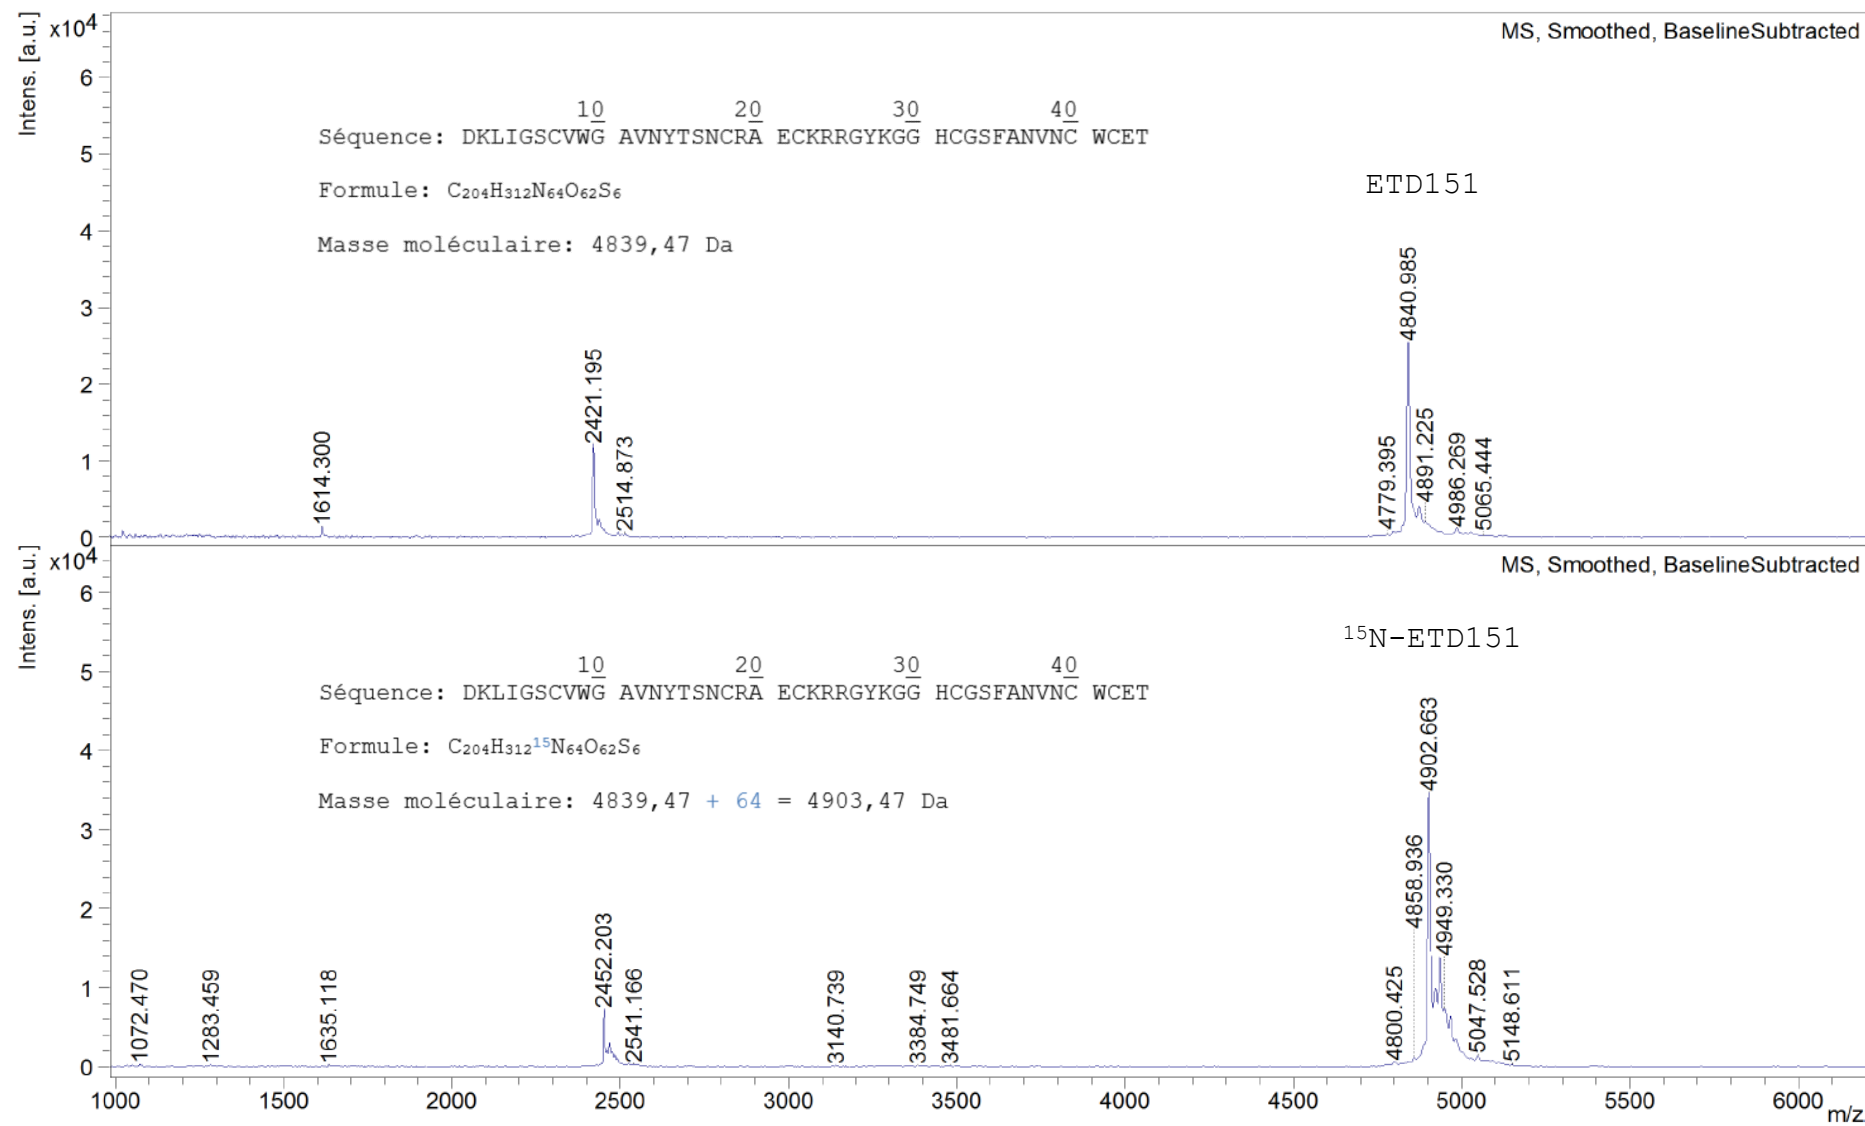 x10⁴
Intens. [a.u.]
MS, Smoothed, BaselineSubtracted
6
5
4
3
2
1
0
10 20 30 40
Séquence: DKLIGSCVWG AVNYTSNCRA ECKRRGYKGG HCGSFANVNC WCET
Formule: C₂₀₄H₃₁₂N₆₄O₆₂S₆
Masse moléculaire: 4839,47 Da
ETD151
1614.300
2421.195
2514.873
4779.395
4840.985
4891.225
4986.269
5065.444
x10⁴
Intens. [a.u.]
MS, Smoothed, BaselineSubtracted
6
5
4
3
2
1
0
¹⁵N-ETD151
10 20 30 40
Séquence: DKLIGSCVWG AVNYTSNCRA ECKRRGYKGG HCGSFANVNC WCET
Formule: C₂₀₄H₃₁₂¹⁵N₆₄O₆₂S₆
Masse moléculaire: 4839,47 + 64 = 4903,47 Da
1072.470
1283.459
1635.118
2452.203
2541.166
3140.739
3384.749
3481.664
4800.425
4858.936
4902.663
4949.330
5047.528
5148.611
1000 1500 2000 2500 3000 3500 4000 4500 5000 5500 6000
m/z